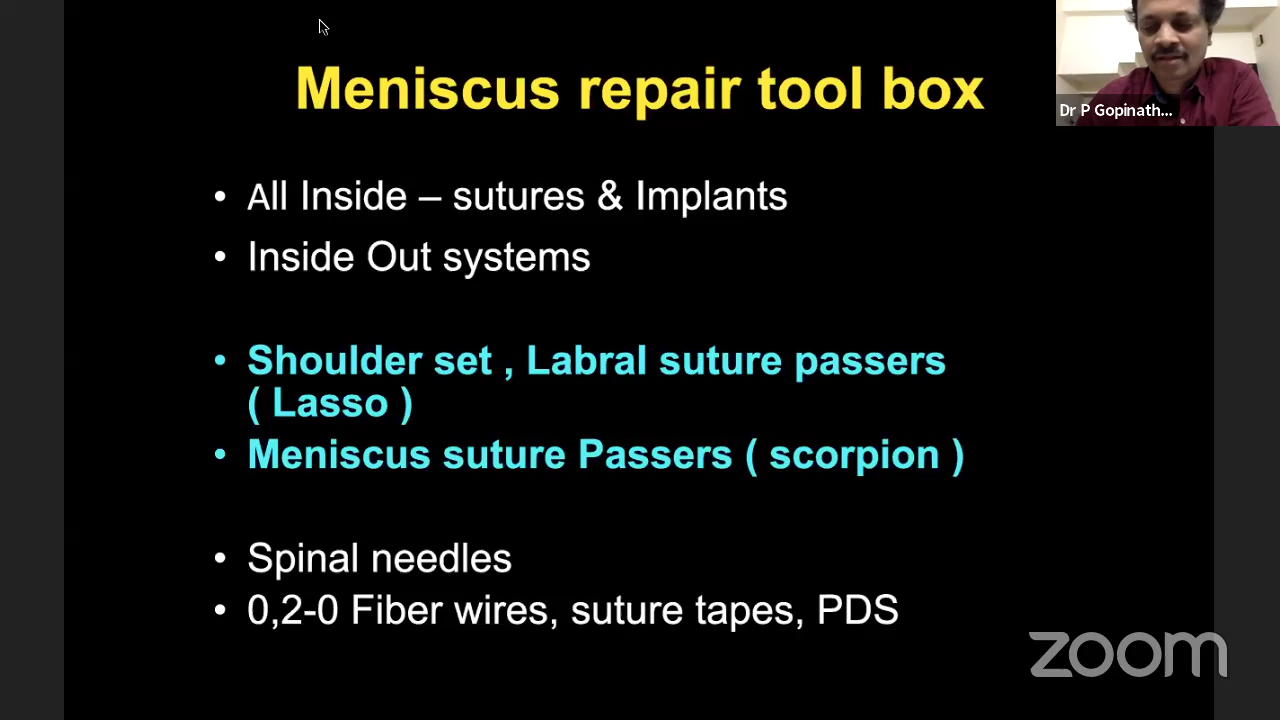 Meniscus repair tool box
Dr P Gopinath...
• All Inside – sutures & Implants
• Inside Out systems
• Shoulder set , Labral suture passers
( Lasso )
• Meniscus suture Passers ( scorpion )
• Spinal needles
• 0,2-0 Fiber wires, suture tapes, PDS
zoom